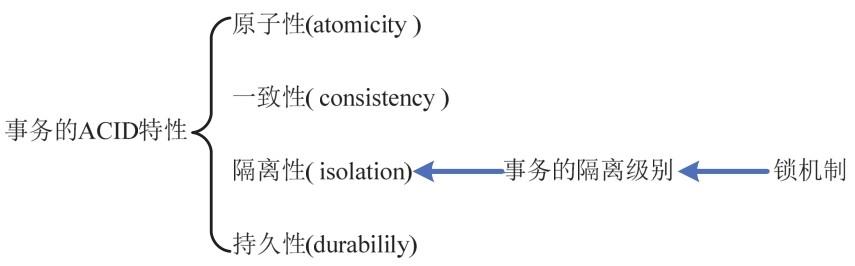 原子性(atomicity )
一致性( consistency )
事务的ACID特性
隔离性( isolation)
事务的隔离级别
锁机制
持久性(durabilily)